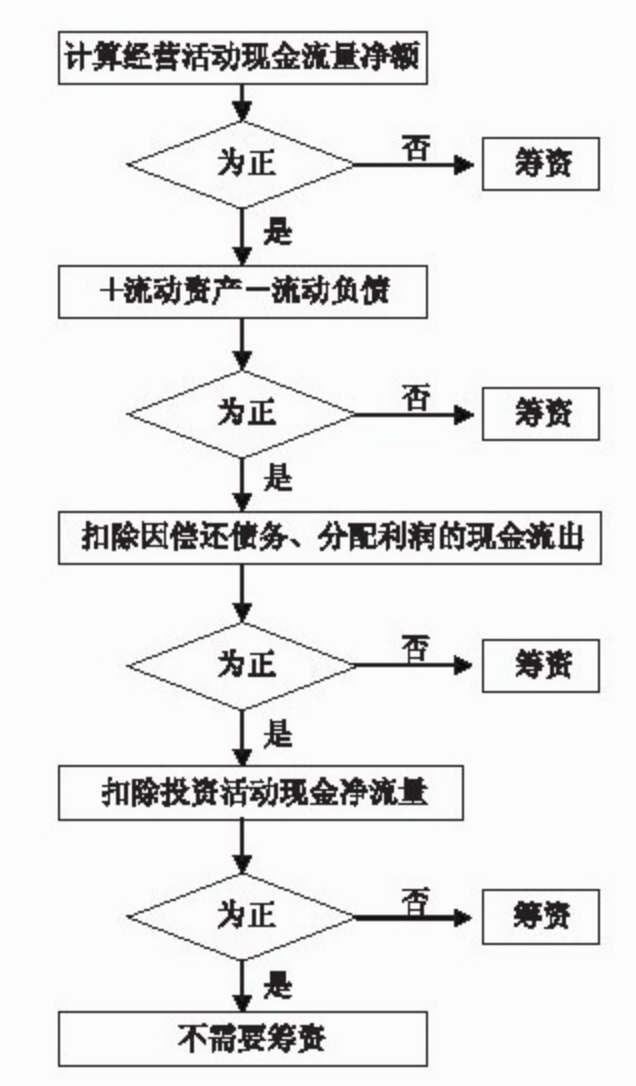 计算经营活动现金流量净额
为正
否
筹资
是
十流动资产一流动负债
为正
否
筹资
是
扣除因偿还债务、分配利润的现金流出
为正
否
筹资
是
扣除投资活动现金净流量
为正
否
筹资
是
不需要筹资